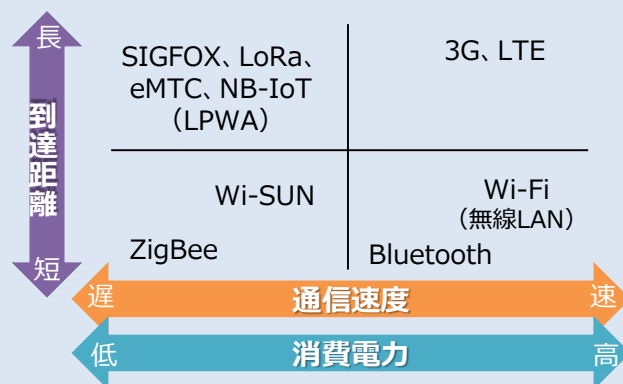 長
到達距離
短
SIGFOX、LoRa、
eMTC、NB-IoT
（LPWA）
3G、LTE
Wi-SUN
ZigBee
Wi-Fi
（無線LAN）
Bluetooth
遅 通信速度 速
低 消費電力 高